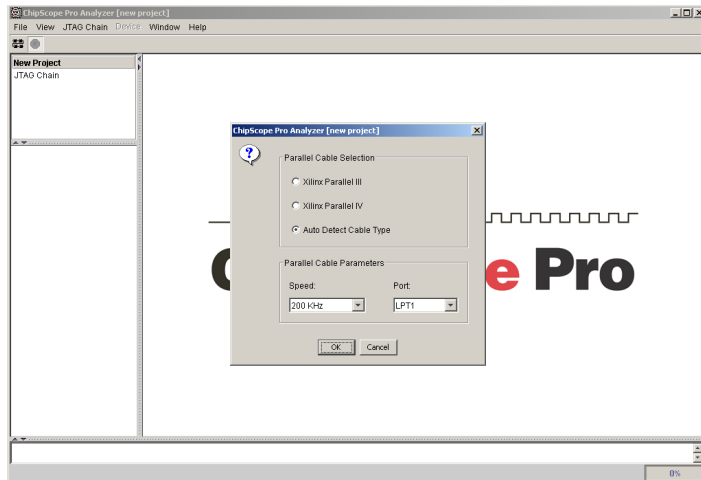 ChipScope Pro Analyzer [new project]
File View JTAG Chain Device Window Help
New Project
JTAG Chain
ChipScope Pro Analyzer [new project]
Parallel Cable Selection
Xilinx Parallel III
Xilinx Parallel IV
Auto Detect Cable Type
Parallel Cable Parameters
Speed: Port:
200 KHz LPT1
OK Cancel
e Pro
0%